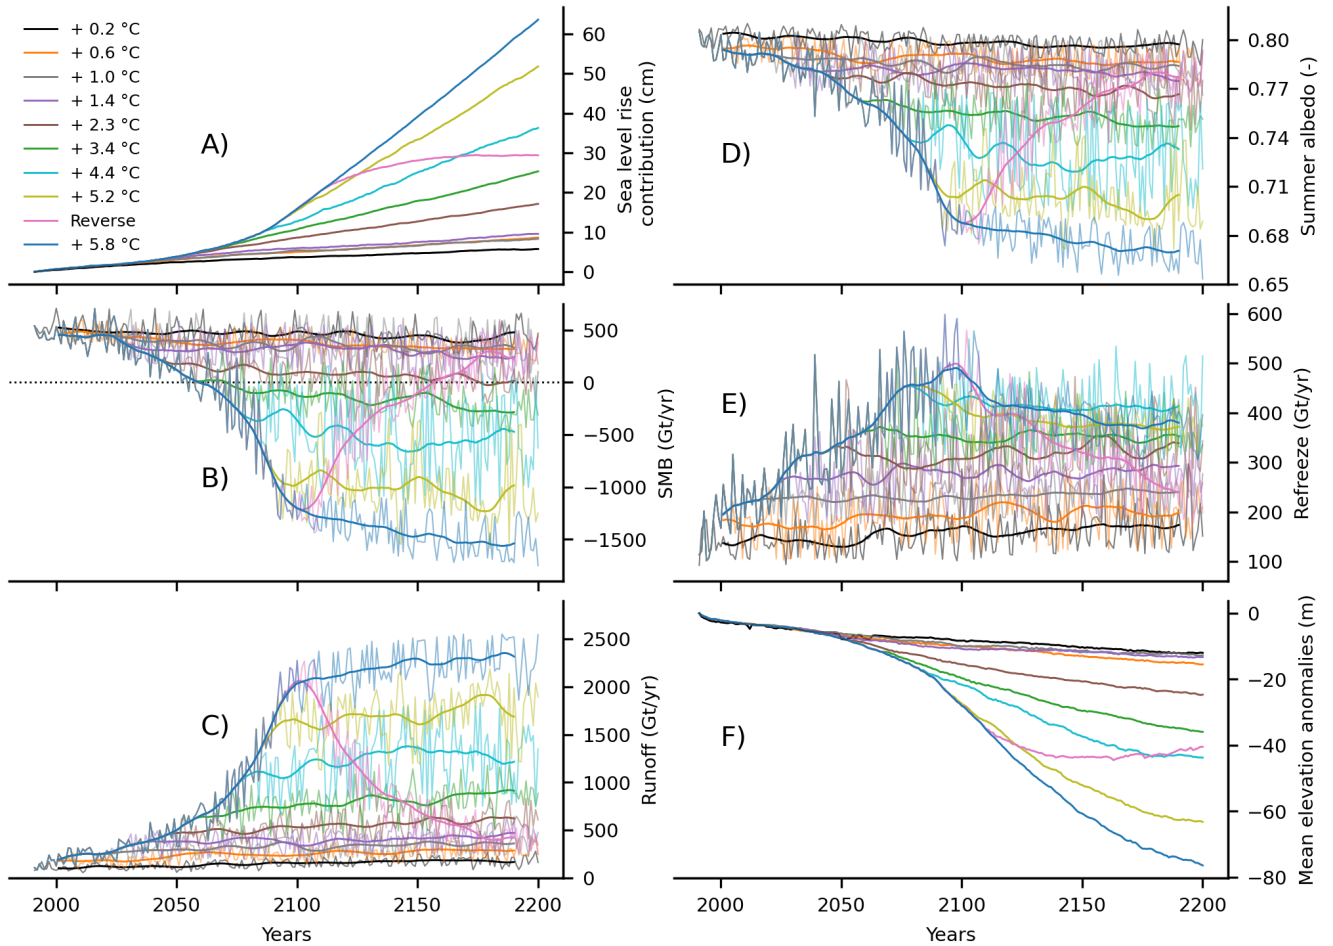 + 0.2 °C
+ 0.6 °C
+ 1.0 °C
+ 1.4 °C
+ 2.3 °C
+ 3.4 °C
+ 4.4 °C
+ 5.2 °C
Reverse
+ 5.8 °C
A)
60
50
40
30
20
10
0
Sea level rise
contribution (cm)
D)
0.80
0.77
0.74
0.71
0.68
0.65
Summer albedo (-)
B)
500
0
−500
−1000
−1500
SMB (Gt/yr)
E)
600
500
400
300
200
100
Refreeze (Gt/yr)
C)
2500
2000
1500
1000
500
0
Runoff (Gt/yr)
2000
2050
2100
2150
2200
Years
F)
0
−20
−40
−60
−80
Mean elevation anomalies (m)
2000
2050
2100
2150
2200
Years